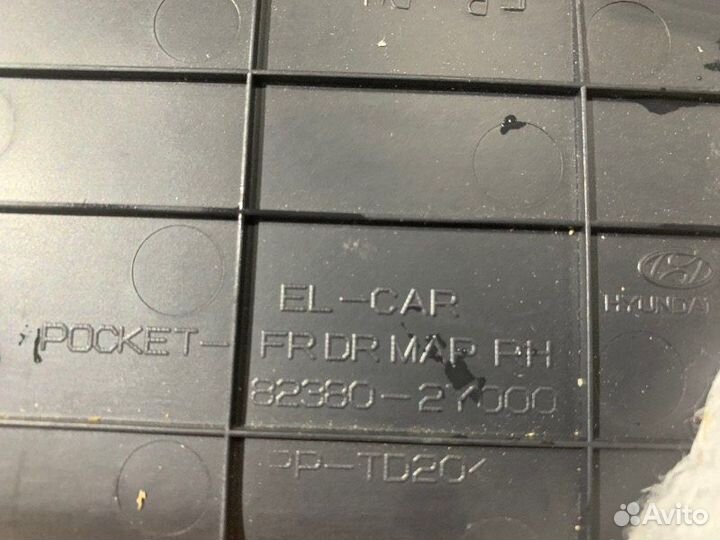 EL-CAR
HYUNDAI
POCKET- FR DR MAP RH
82380-2Y000
PP-TD20<
Avito